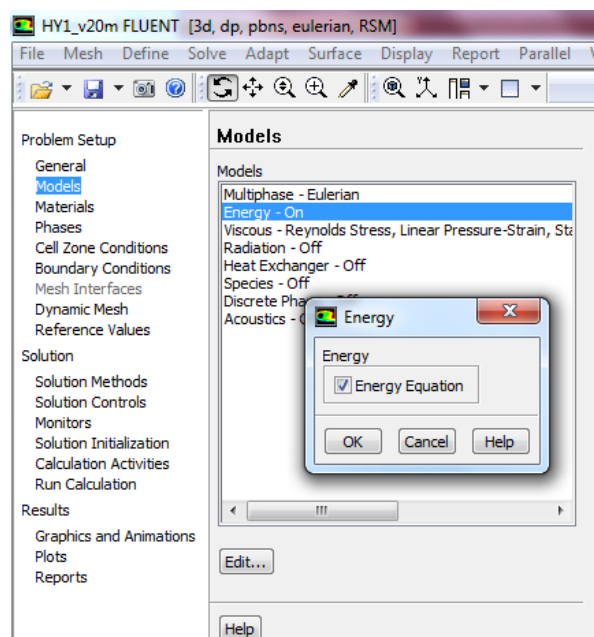 HY1_v20m FLUENT [3d, dp, pbns, eulerian, RSM]
File Mesh Define Solve Adapt Surface Display Report Parallel
Problem Setup
General
Models
Materials
Phases
Cell Zone Conditions
Boundary Conditions
Mesh Interfaces
Dynamic Mesh
Reference Values
Solution
Solution Methods
Solution Controls
Monitors
Solution Initialization
Calculation Activities
Run Calculation
Results
Graphics and Animations
Plots
Reports
Models
Models
Multiphase - Eulerian
Energy - On
Viscous - Reynolds Stress, Linear Pressure-Strain, Sta
Radiation - Off
Heat Exchanger - Off
Species - Off
Discrete Pha
Acoustics -
Energy
Energy
Energy Equation
OK Cancel Help
Edit...
Help